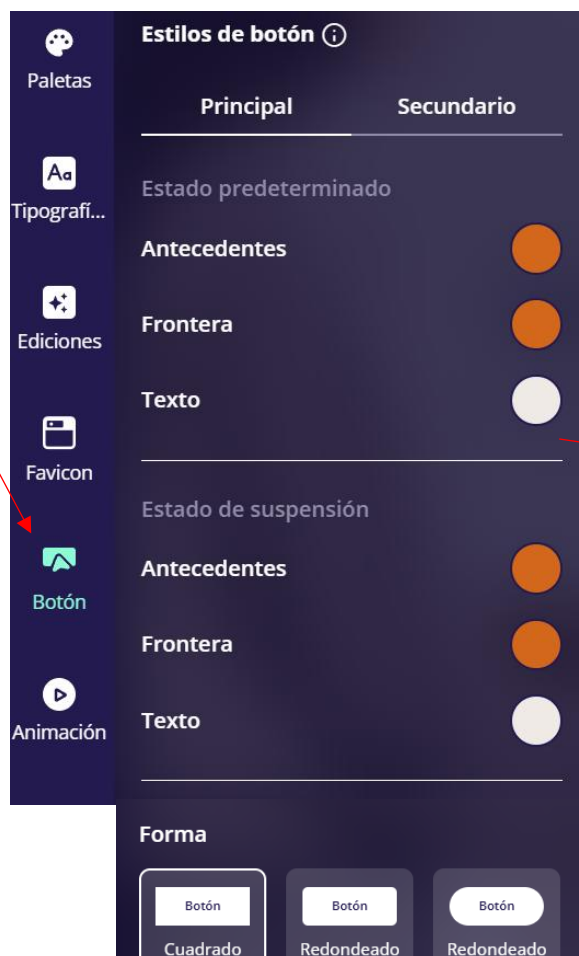 Paletas
Tipografí...
Ediciones
Favicon
Botón
Animación
Estilos de botón
Principal Secundario
Estado predeterminado
Antecedentes
Frontera
Texto
Estado de suspensión
Antecedentes
Frontera
Texto
Forma
Botón Botón Botón
Cuadrado Redondeado Redondeado